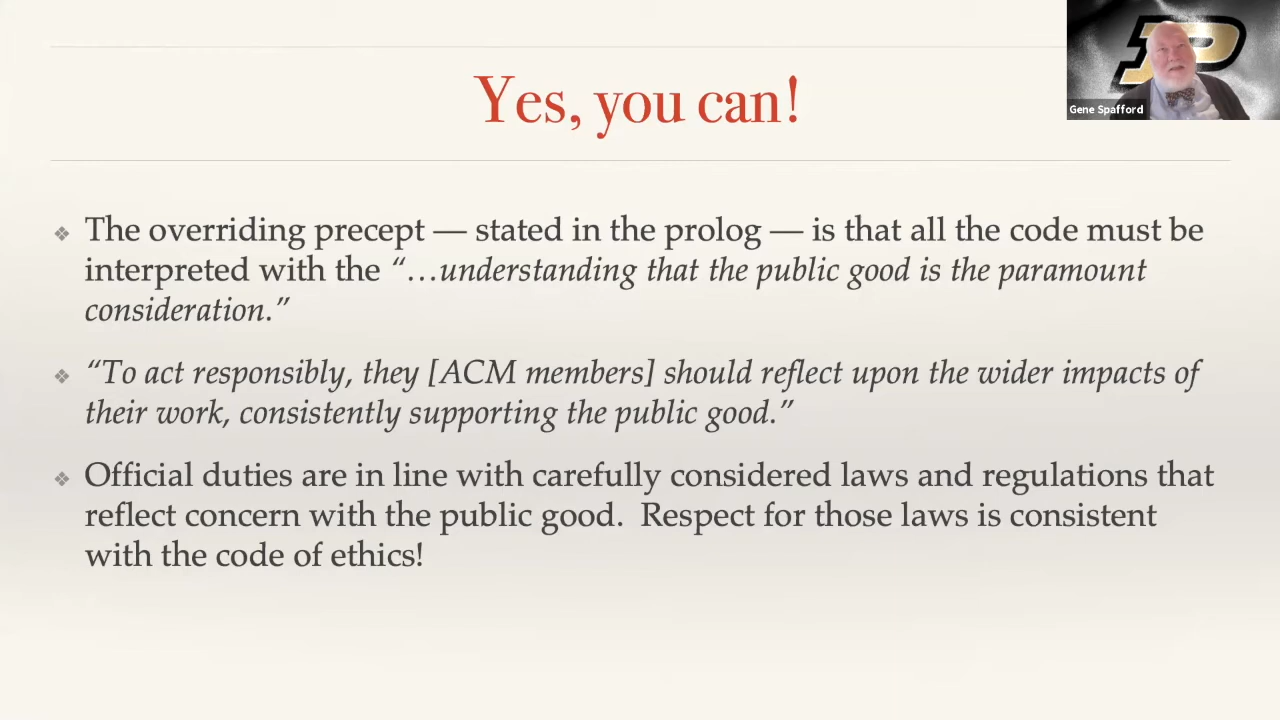 Yes, you can!
Gene Spafford
❖ The overriding precept — stated in the prolog — is that all the code must be
interpreted with the “…understanding that the public good is the paramount
consideration.”
❖ “To act responsibly, they [ACM members] should reflect upon the wider impacts of
their work, consistently supporting the public good.”
❖ Official duties are in line with carefully considered laws and regulations that
reflect concern with the public good.  Respect for those laws is consistent
with the code of ethics!